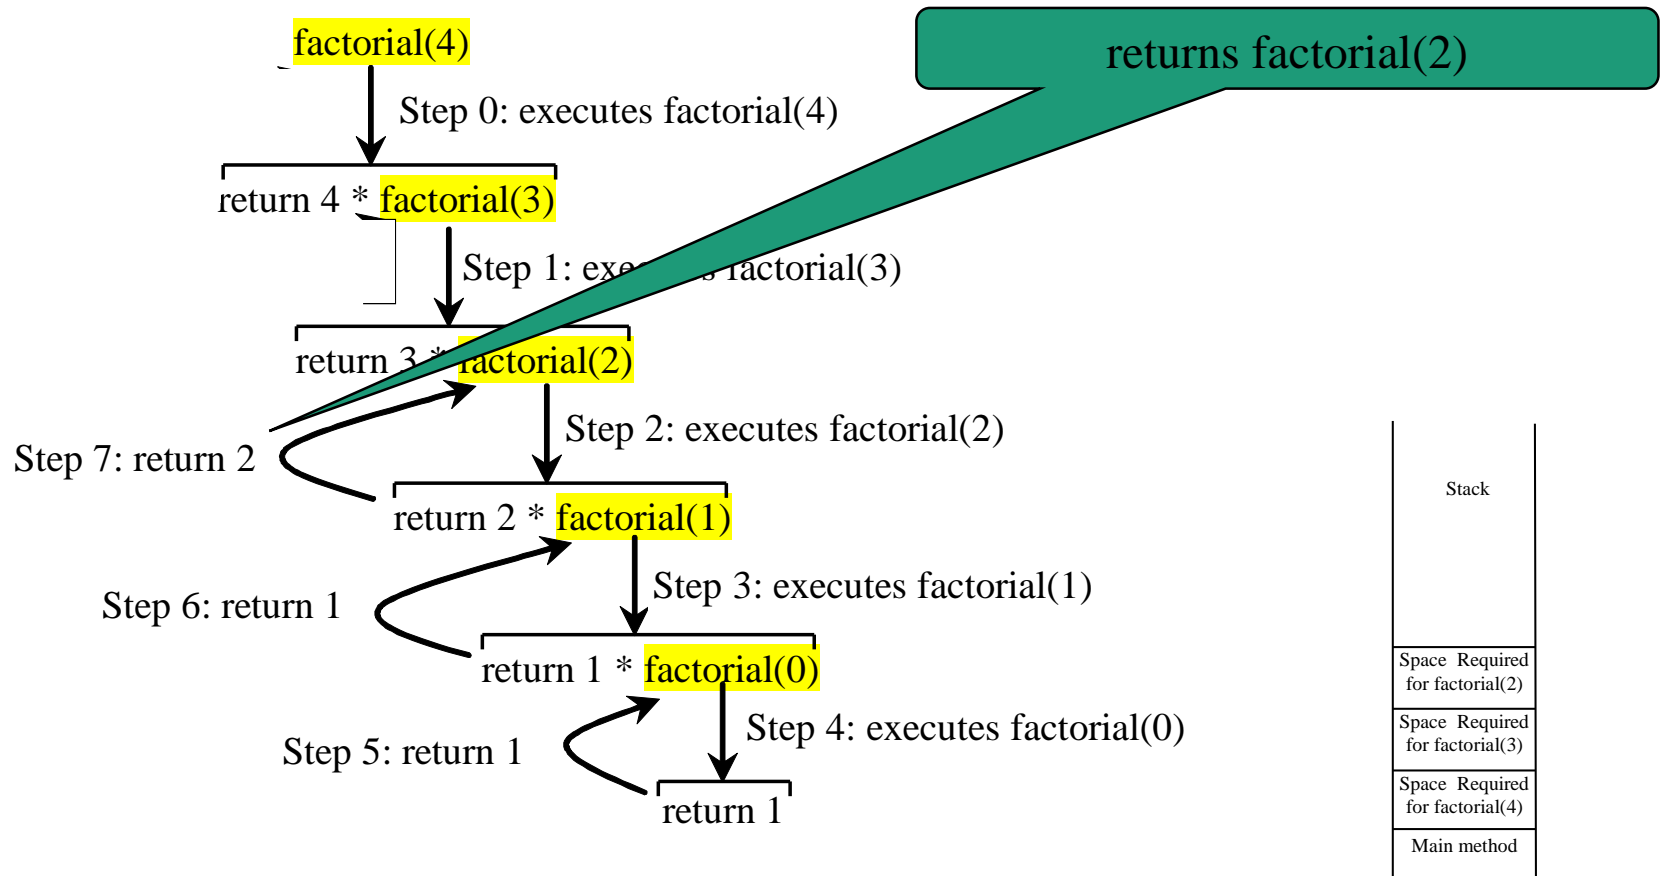 factorial(4)
returns factorial(2)
Step 0: executes factorial(4)
return 4 * factorial(3)
Step 1: factorial(3)
return 3 * factorial(2)
Step 2: executes factorial(2)
Step 7: return 2
return 2 * factorial(1)
Step 3: executes factorial(1)
Step 6: return 1
return 1 * factorial(0)
Step 4: executes factorial(0)
Step 5: return 1
return 1
Stack
Space Required
for factorial(2)
Space Required
for factorial(3)
Space Required
for factorial(4)
Main method